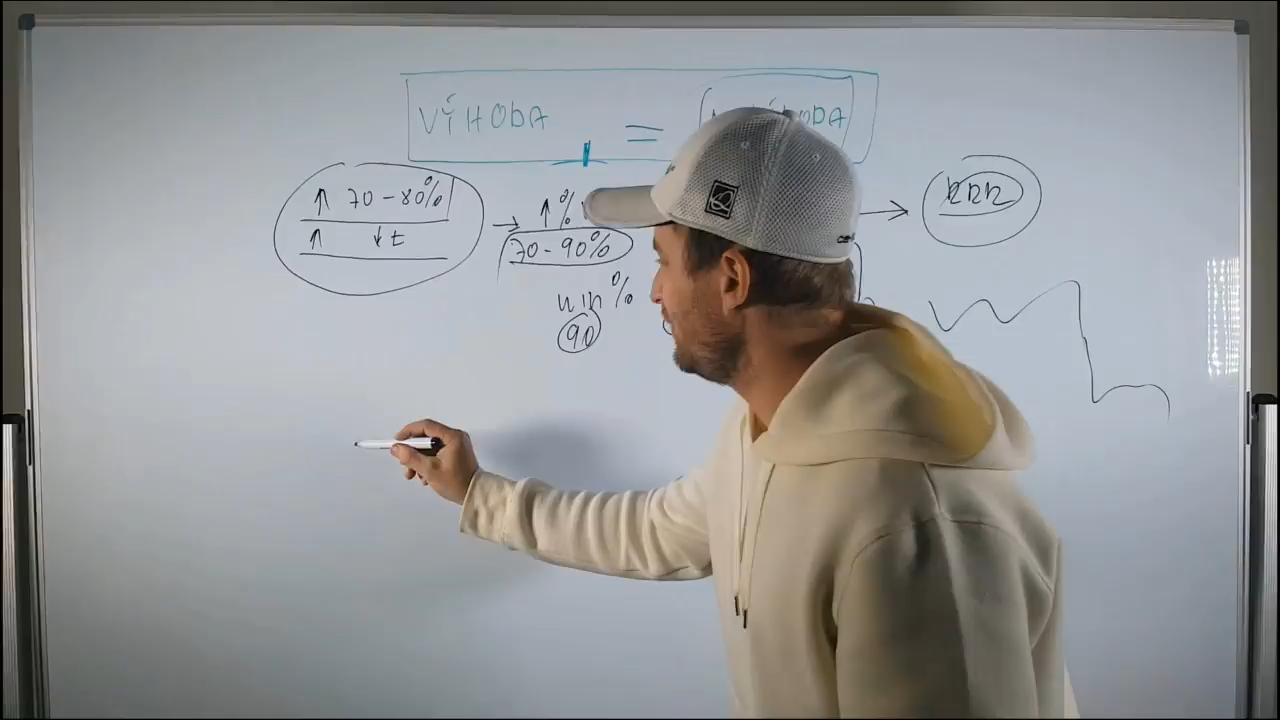 VÝHODA =
↑ 70-80% → ↑% → RRR
↑ ↓t 70-90%
win %
90